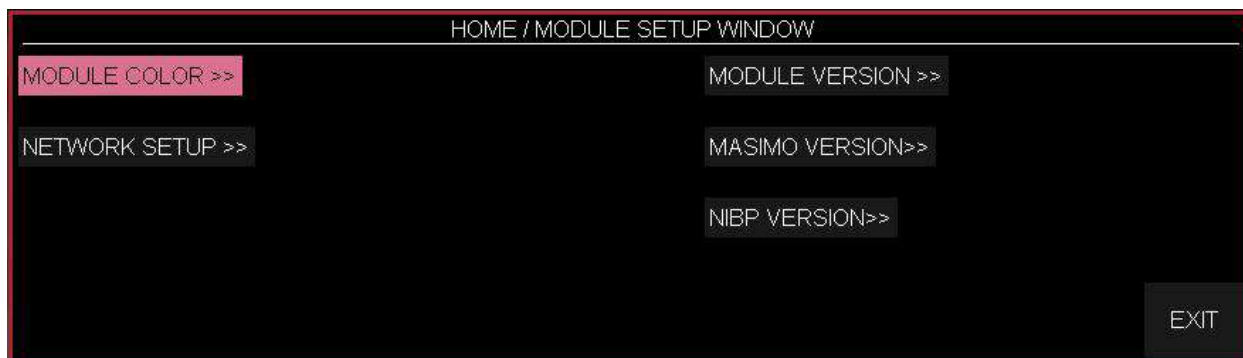 HOME / MODULE SETUP WINDOW
MODULE COLOR >>
MODULE VERSION >>
NETWORK SETUP >>
MASIMO VERSION>>
NIBP VERSION>>
EXIT